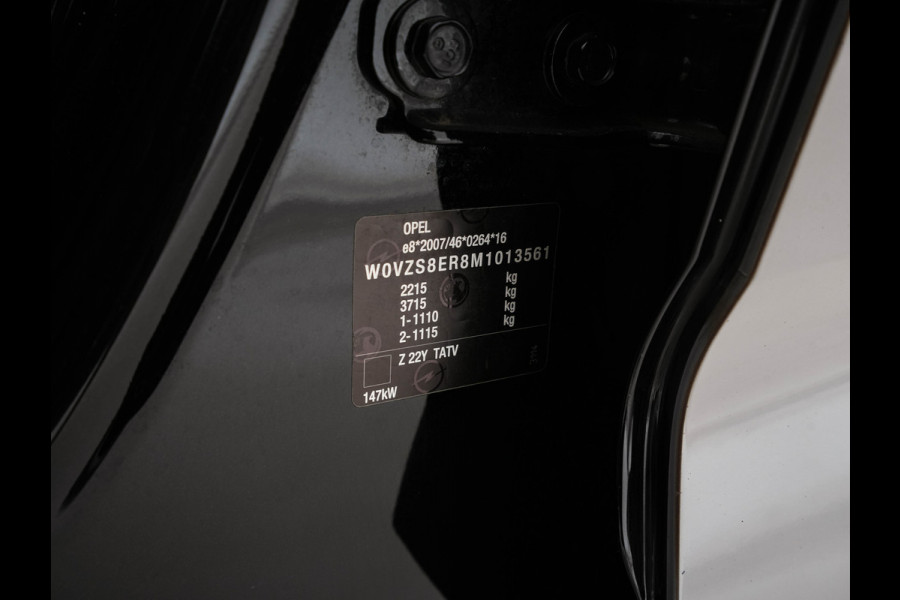 OPEL
e8*2007/46*0264*16
W0VZS8ER8M1013561
2215 kg
3715 kg
1-1110 kg
2-1115 kg
Z 22Y TATV
147kW